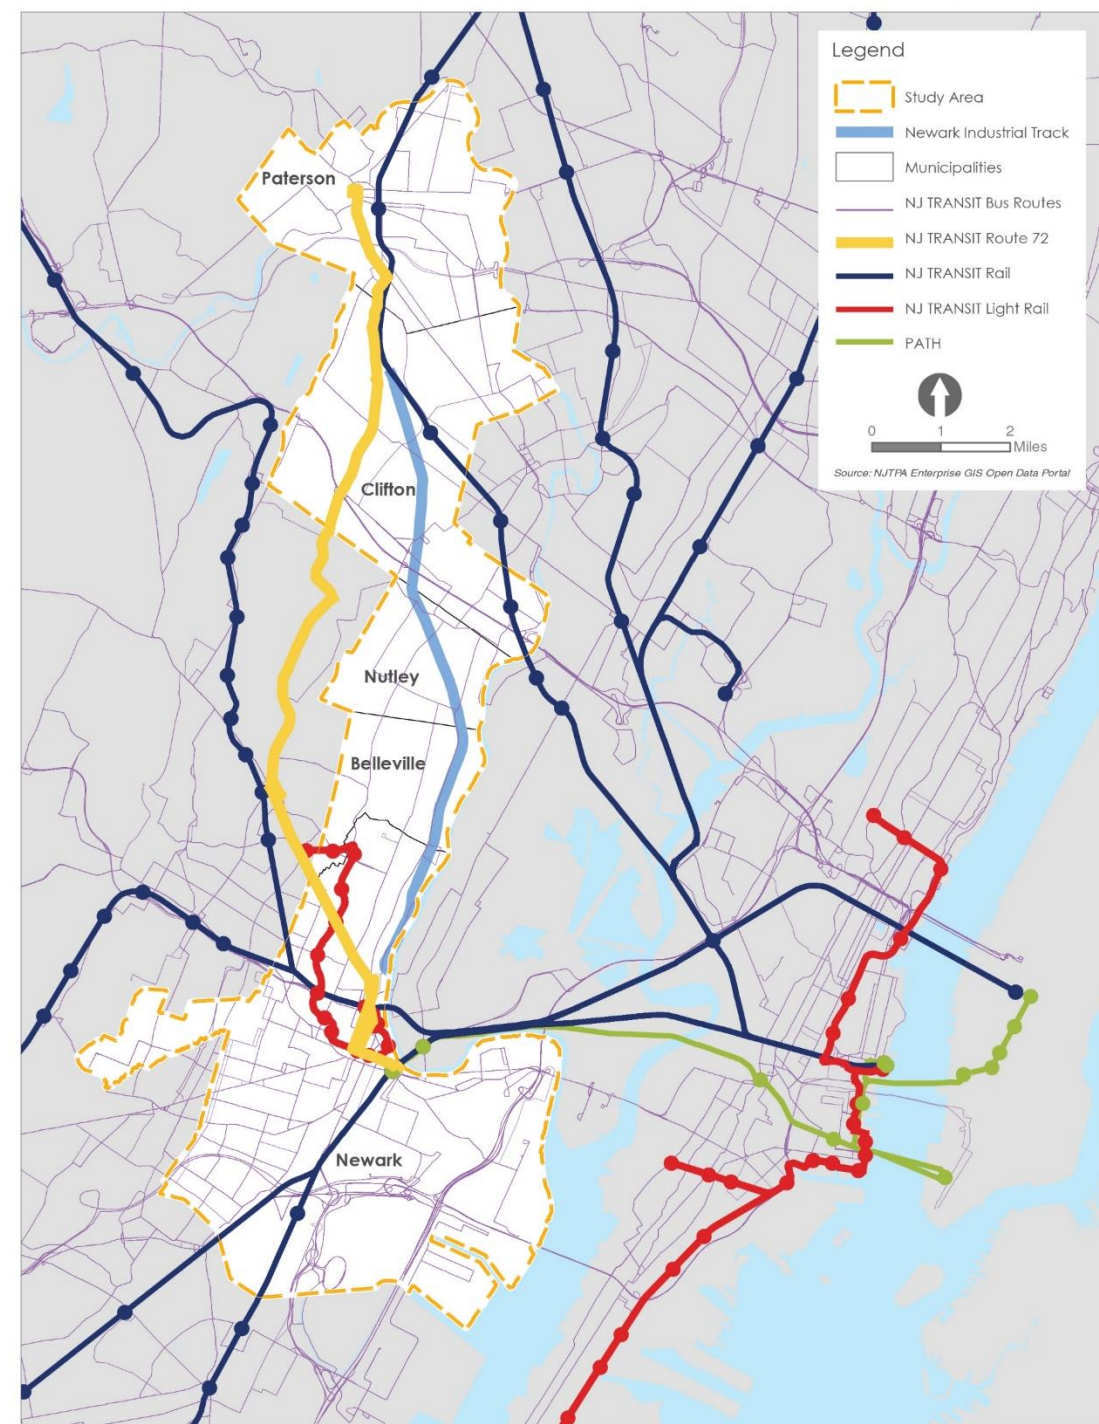 Legend
Study Area
Newark Industrial Track
Municipalities
NJ TRANSIT Bus Routes
NJ TRANSIT Route 72
NJ TRANSIT Rail
NJ TRANSIT Light Rail
PATH
0 1 2
Miles
Source: NJTPA Enterprise GIS Open Data Portal
Paterson
Clifton
Nutley
Belleville
Newark